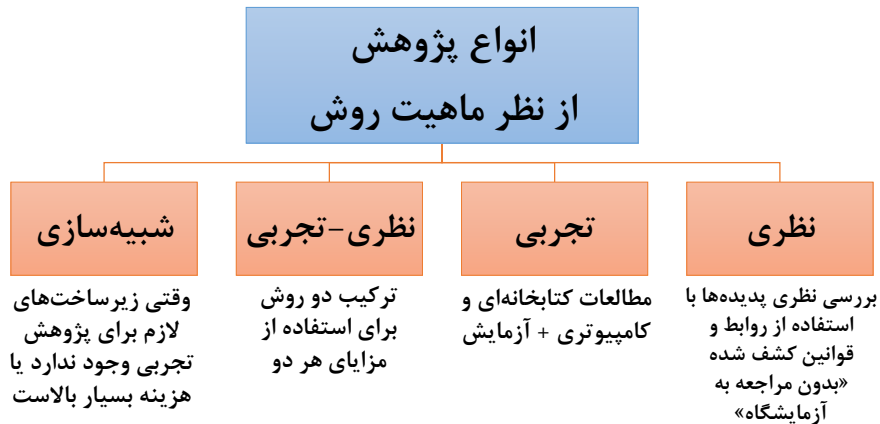 انواع پژوهش
از نظر ماهیت روش
نظری
بررسی نظری پدیده‌ها با
استفاده از روابط و
قوانین کشف شده
«بدون مراجعه به
آزمایشگاه»
تجربی
مطالعات کتابخانه‌ای و
کامپیوتری + آزمایش
نظری-تجربی
ترکیب دو روش
برای استفاده از
مزایای هر دو
شبیه‌سازی
وقتی زیرساخت‌های
لازم برای پژوهش
تجربی وجود ندارد یا
هزینه بسیار بالاست